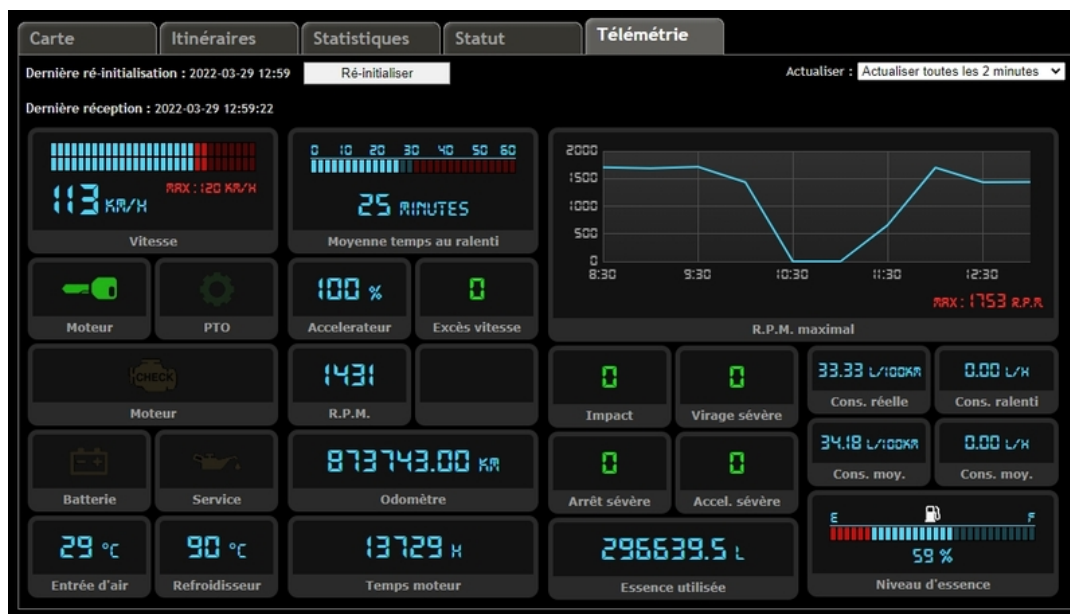 Carte Itinéraires Statistiques Statut Télémétrie
Dernière ré-initialisation : 2022-03-29 12:59 Ré-initialiser Actualiser : Actualiser toutes les 2 minutes
Dernière réception : 2022-03-29 12:59:22
113 KM/H
MAX : 120 KM/H
Vitesse
0 10 20 30 40 50 60
25 MINUTES
Moyenne temps au ralenti
2000
1500
1000
500
0
8:30 9:30 10:30 11:30 12:30
MAX : 1753 R.P.M.
R.P.M. maximal
Moteur
PTO
100 %
Accelerateur
0
Excès vitesse
CHECK
Moteur
1431
R.P.M.
0
Impact
0
Virage sévère
33.33 L/100KM
Cons. réelle
0.00 L/H
Cons. ralenti
Batterie
Service
873743.00 KM
Odomètre
0
Arrêt sévère
0
Accel. sévère
34.18 L/100KM
Cons. moy.
0.00 L/H
Cons. moy.
29 °C
Entrée d'air
90 °C
Refroidisseur
13729 H
Temps moteur
296639.5 L
Essence utilisée
E F
59 %
Niveau d'essence